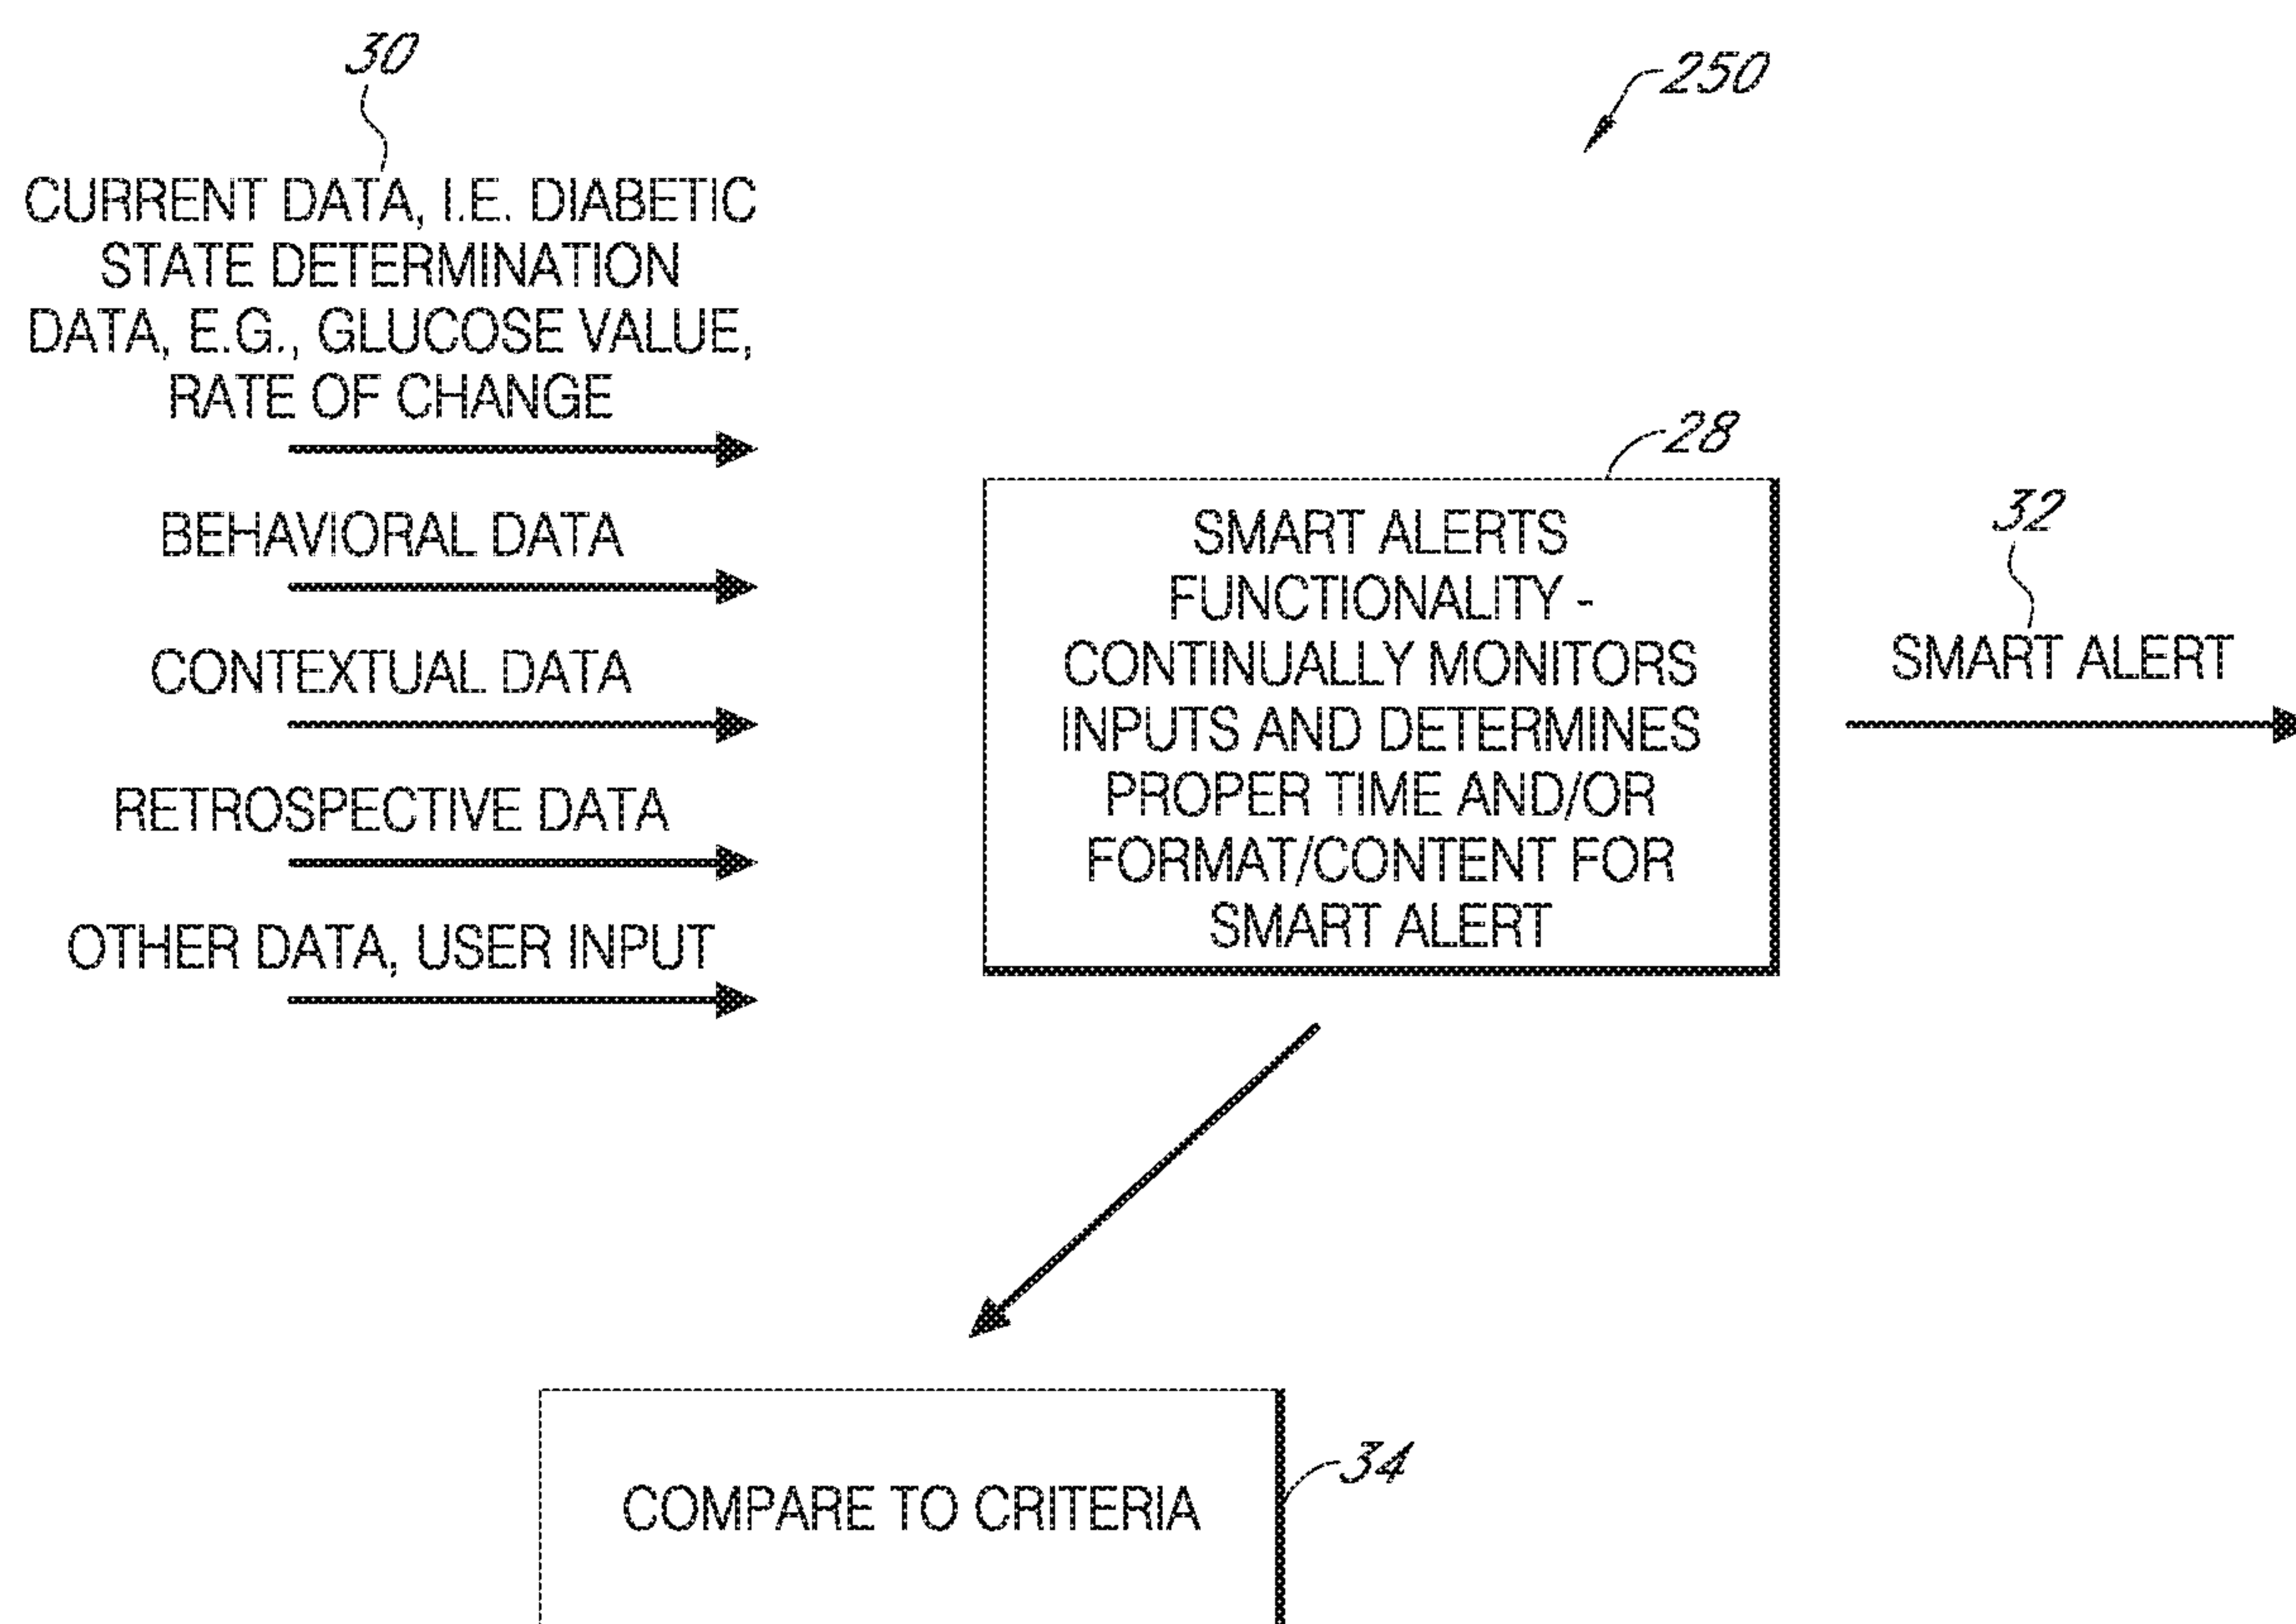 30
250
CURRENT DATA, I.E. DIABETIC
STATE DETERMINATION
DATA, E.G., GLUCOSE VALUE,
RATE OF CHANGE
BEHAVIORAL DATA
CONTEXTUAL DATA
RETROSPECTIVE DATA
OTHER DATA, USER INPUT
28
SMART ALERTS
FUNCTIONALITY -
CONTINUALLY MONITORS
INPUTS AND DETERMINES
PROPER TIME AND/OR
FORMAT/CONTENT FOR
SMART ALERT
32
SMART ALERT
34
COMPARE TO CRITERIA